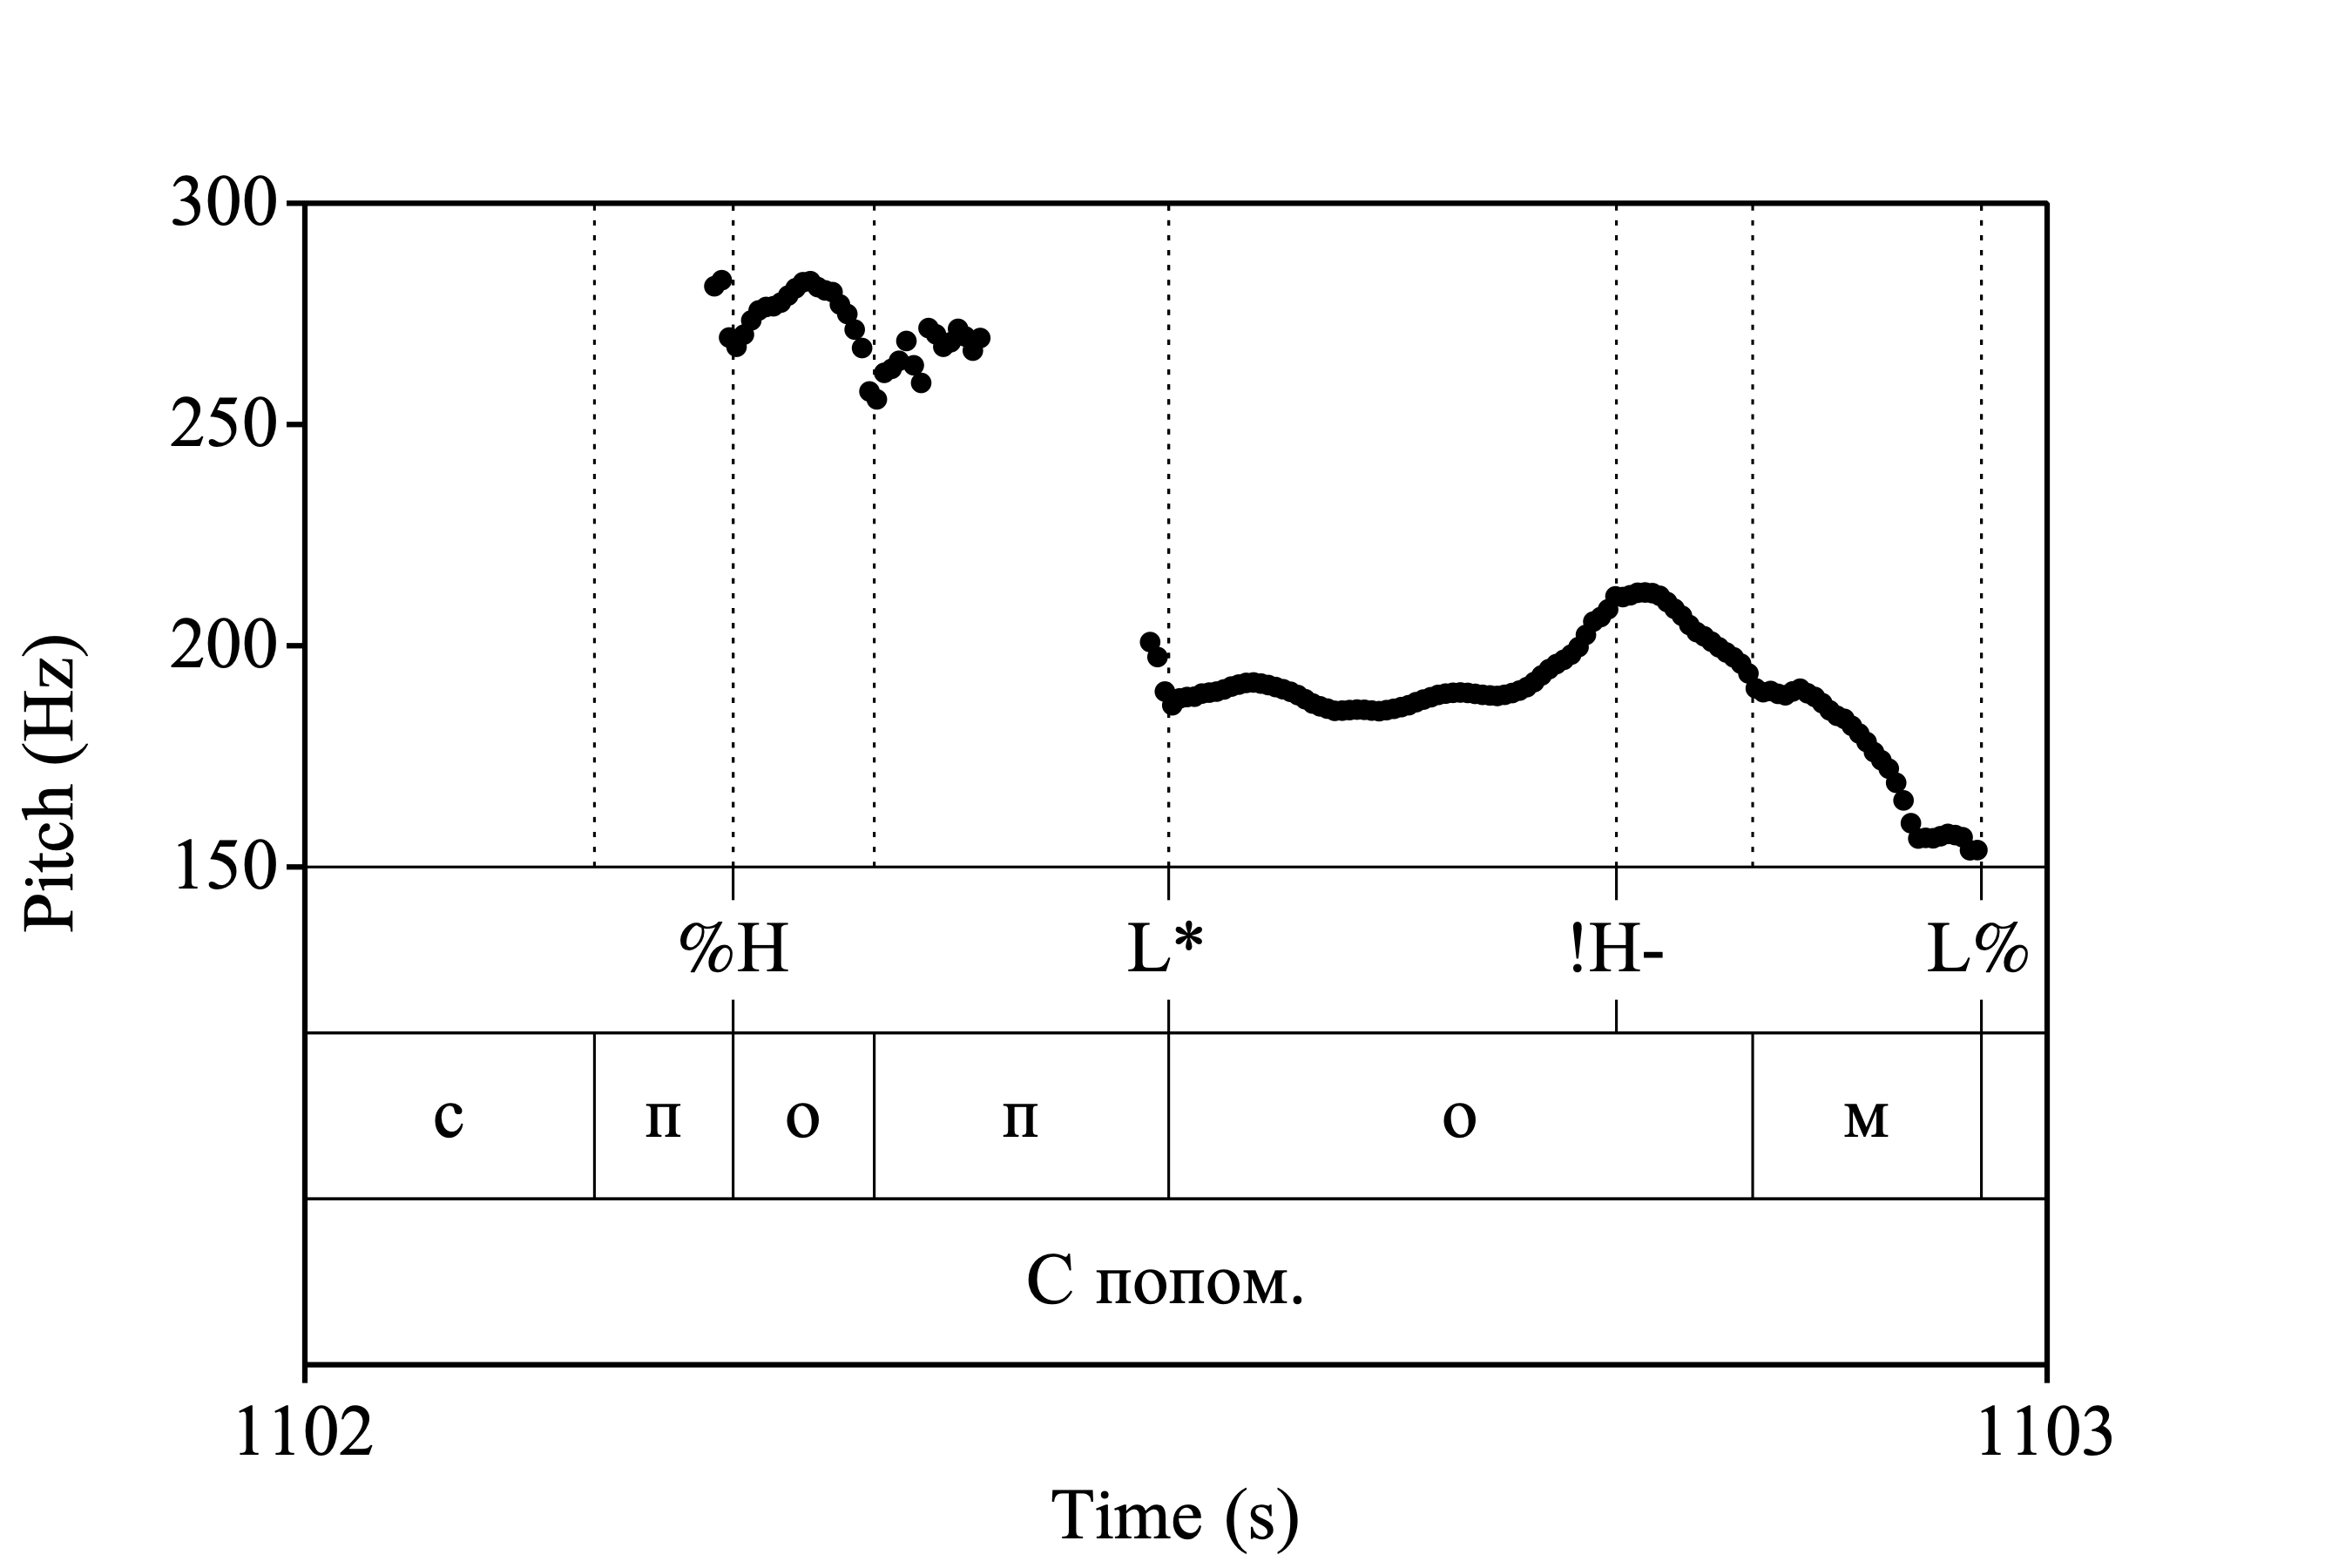 300
250
200
150
Pitch (Hz)
%H L* !H- L%
с п о п о м
С попом.
1102 1103
Time (s)